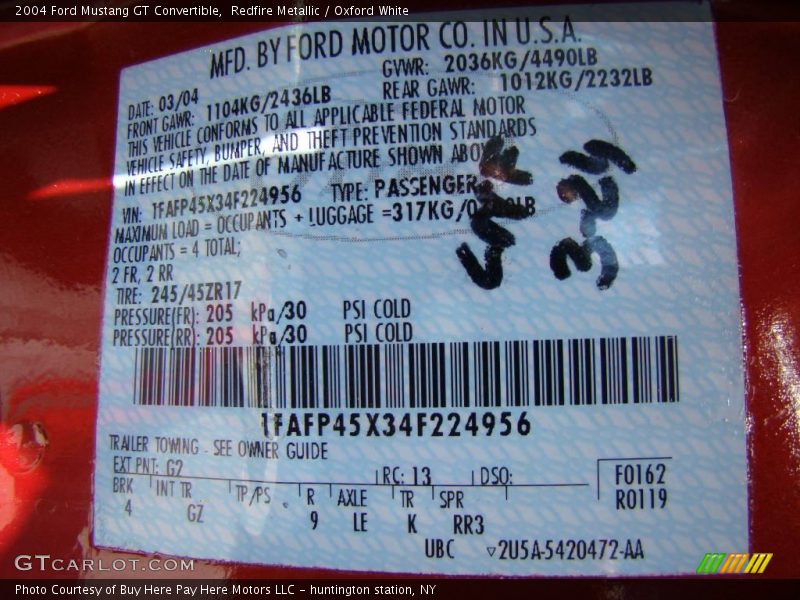 2004 Ford Mustang GT Convertible,  Redfire Metallic / Oxford White
MFD. BY FORD MOTOR CO. IN U.S.A.
DATE: 03/04
GVWR: 2036KG/4490LB
FRONT GAWR: 1104KG/2436LB
REAR GAWR: 1012KG/2232LB
THIS VEHICLE CONFORMS TO ALL APPLICABLE FEDERAL MOTOR
VEHICLE SAFETY, BUMPER, AND THEFT PREVENTION STANDARDS
IN EFFECT ON THE DATE OF MANUFACTURE SHOWN ABOVE
VIN: 1FAFP45X34F224956 TYPE: PASSENGER
MAXIMUM LOAD = OCCUPANTS + LUGGAGE =317KG/
OCCUPANTS = 4 TOTAL;
2 FR, 2 RR
TIRE: 245/45ZR17
PRESSURE(FR): 205 kPa/30 PSI COLD
PRESSURE(RR): 205 kPa/30 PSI COLD
324
1FAFP45X34F224956
TRAILER TOWING - SEE OWNER GUIDE
EXT PNT: G2 RC: 13 DSO: F0162
BRK INT TR TP/PS R AXLE TR SPR R0119
4 GZ 9 LE K RR3
UBC ▽2U5A-5420472-AA
GTCARLOT.COM
Photo Courtesy of Buy Here Pay Here Motors LLC - huntington station, NY